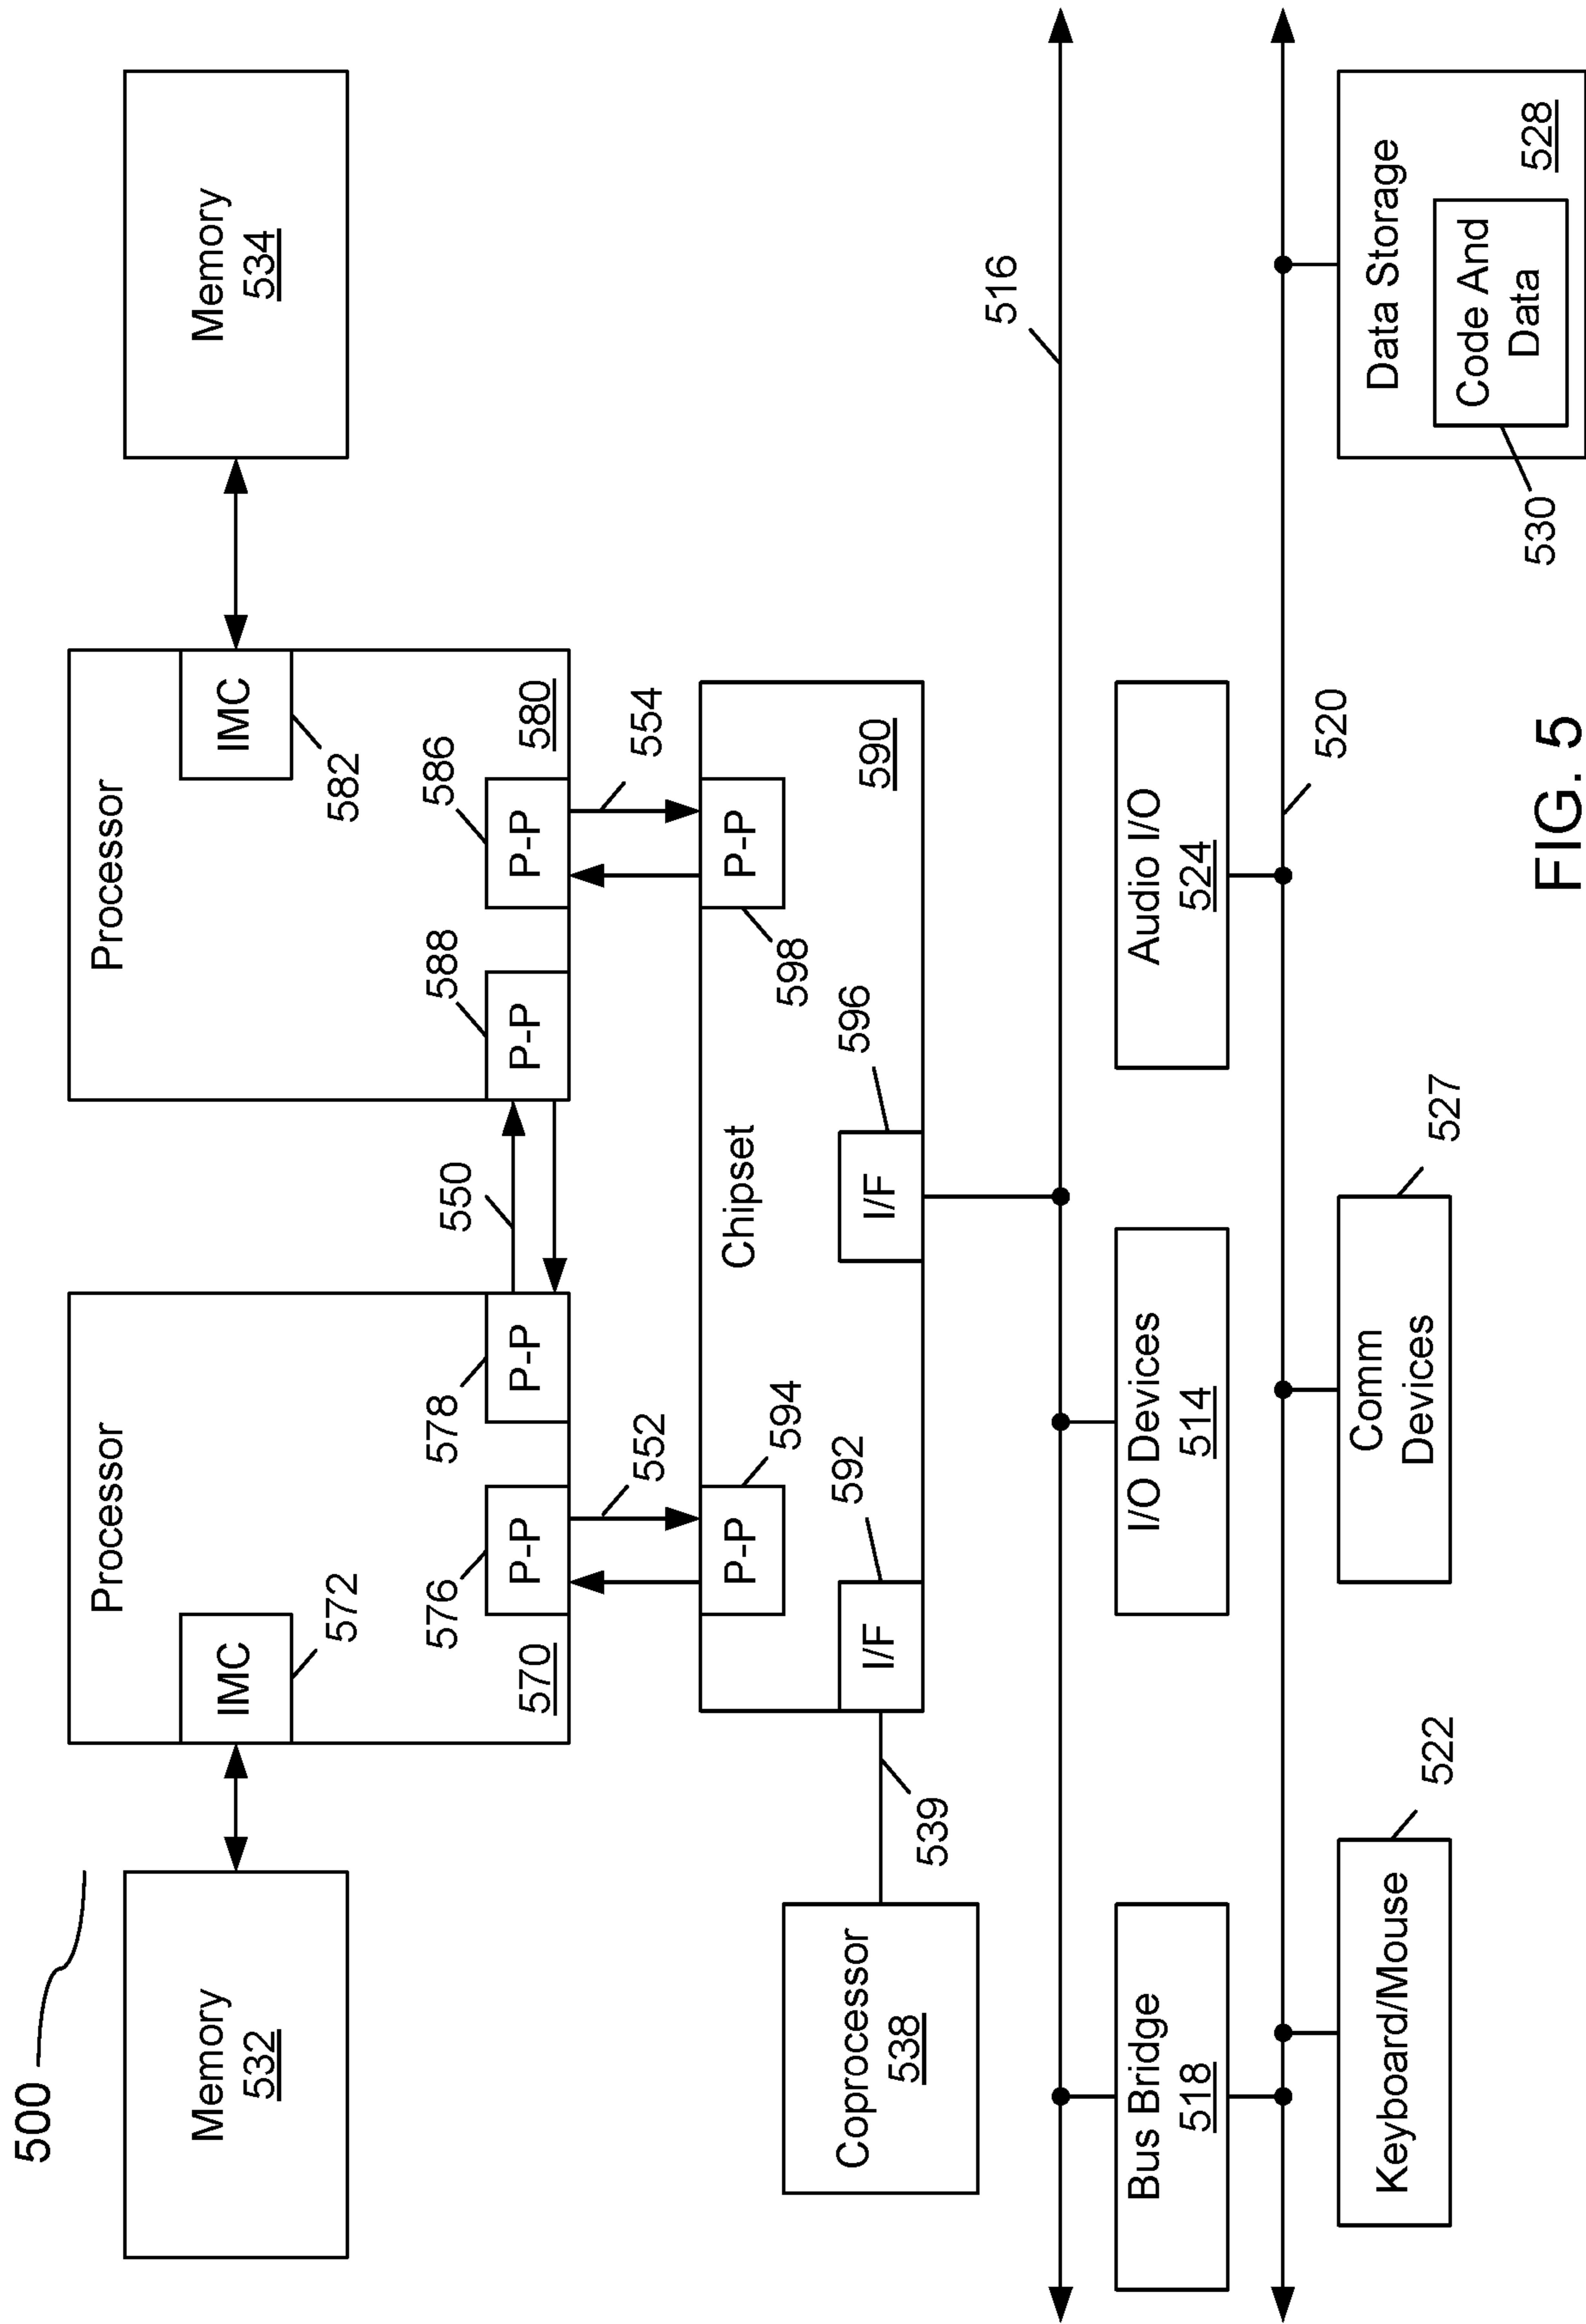 500
Memory
532
Processor
IMC
572
576
P-P
578
P-P
570
550
Processor
IMC
582
588
P-P
586
P-P
580
Memory
534
552
554
Chipset
P-P
594
P-P
598
590
I/F
592
I/F
596
Coprocessor
538
539
516
Bus Bridge
518
I/O Devices
514
Audio I/O
524
520
Keyboard/Mouse
522
Comm
Devices
527
Data Storage
Code And
Data
528
530
FIG. 5